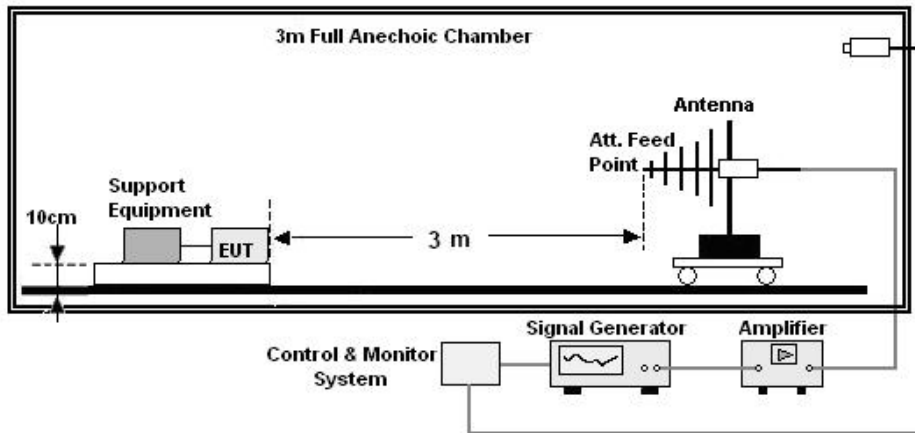 3m Full Anechoic Chamber
Antenna
Att. Feed
Point
Support
Equipment
10cm
EUT
3 m
Signal Generator
Amplifier
Control & Monitor
System